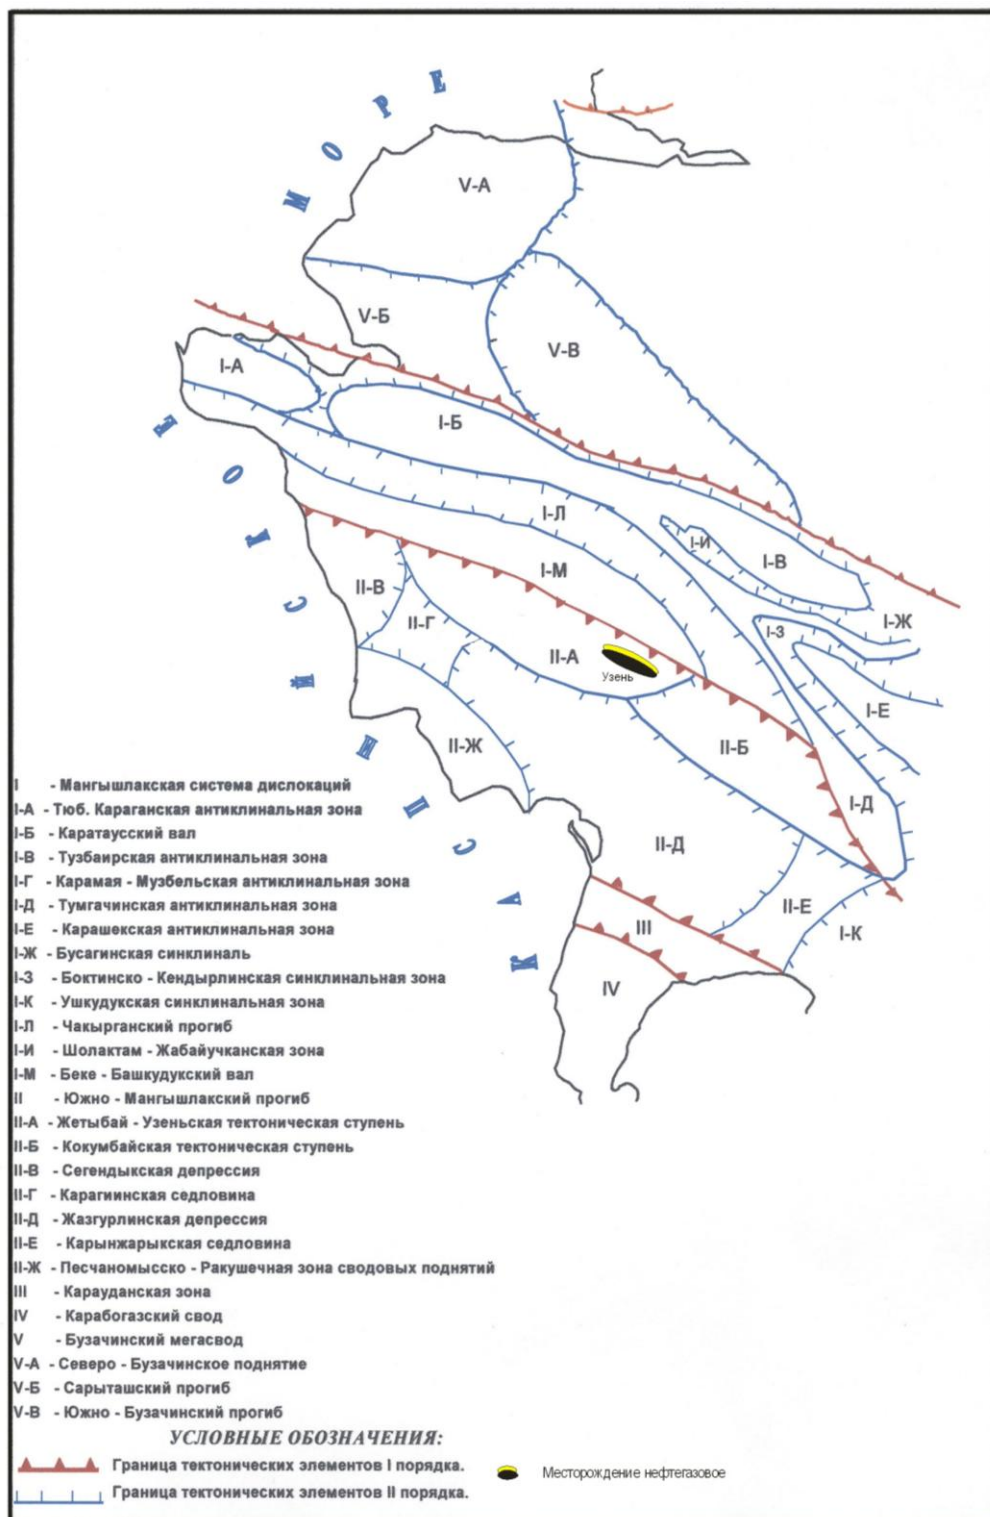 КАСПИЙСКОЕ МОРЕ
V-А
V-Б
V-В
I-А
I-Б
I-Л
I-И
I-В
I-М
II-В
I-Ж
II-Г
I-З
II-А
Узень
I-Е
II-Б
II-Ж
I-Д
II-Д
II-Е
I-К
III
IV
I - Мангышлакская система дислокаций
I-А - Тюб. Караганская антиклинальная зона
I-Б - Каратаусский вал
I-В - Тузбаирская антиклинальная зона
I-Г - Карамая - Музбельская антиклинальная зона
I-Д - Тумгачинская антиклинальная зона
I-Е - Карашекская антиклинальная зона
I-Ж - Бусагинская синклиналь
I-З - Боктинско - Кендырлинская синклинальная зона
I-К - Ушкудукская синклинальная зона
I-Л - Чакырганский прогиб
I-И - Шолактам - Жабайучканская зона
I-М - Беке - Башкудукский вал
II - Южно - Мангышлакский прогиб
II-А - Жетыбай - Узеньская тектоническая ступень
II-Б - Кокумбайская тектоническая ступень
II-В - Сегендыкская депрессия
II-Г - Карагиинская седловина
II-Д - Жазгурлинская депрессия
II-Е - Карынжарыкская седловина
II-Ж - Песчаномысско - Ракушечная зона сводовых поднятий
III - Карауданская зона
IV - Карабогазский свод
V - Бузачинский мегасвод
V-А - Северо - Бузачинское поднятие
V-Б - Сарыташский прогиб
V-В - Южно - Бузачинский прогиб
УСЛОВНЫЕ ОБОЗНАЧЕНИЯ:
Граница тектонических элементов I порядка.
Месторождение нефтегазовое
Граница тектонических элементов II порядка.